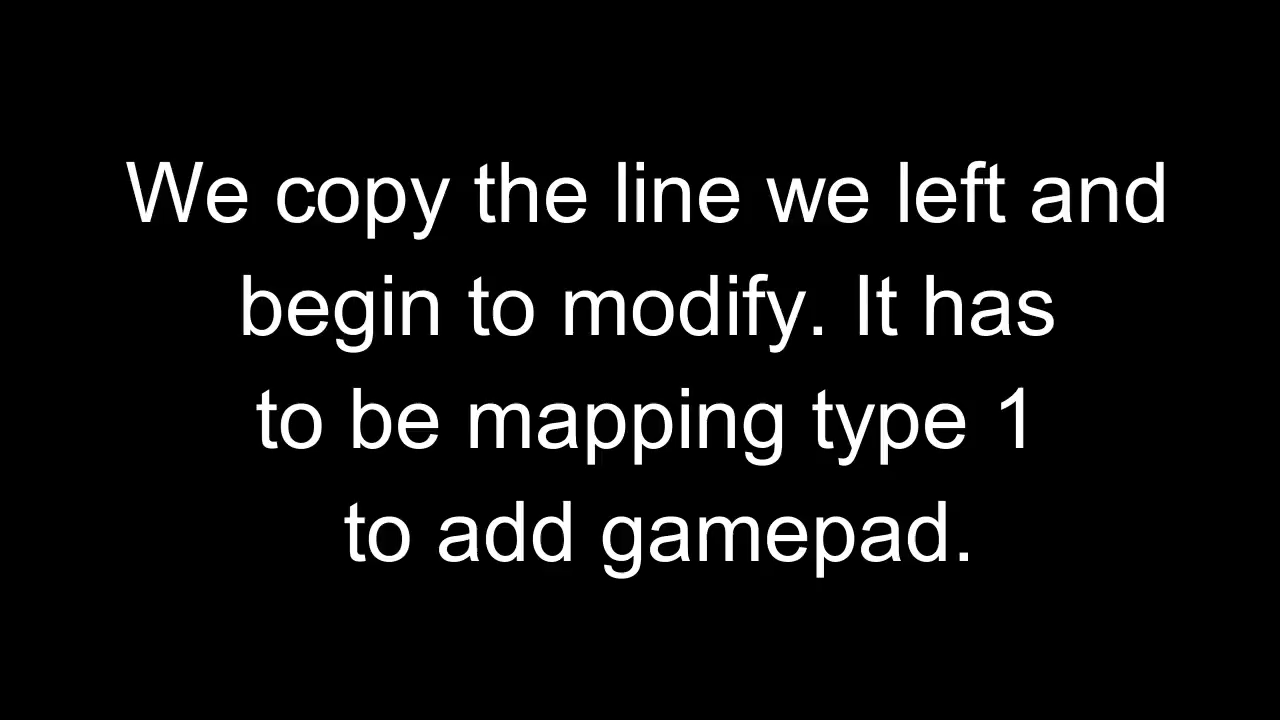 We copy the line we left and
begin to modify. It has
to be mapping type 1
to add gamepad.